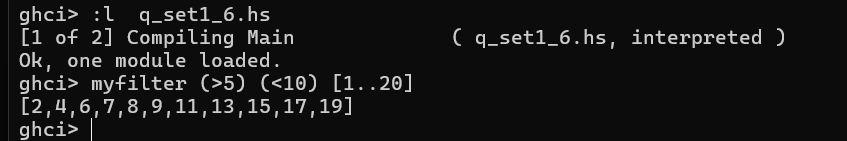 ghci> :l  q_set1_6.hs
[1 of 2] Compiling Main             ( q_set1_6.hs, interpreted )
Ok, one module loaded.
ghci> myfilter (>5) (<10) [1..20]
[2,4,6,7,8,9,11,13,15,17,19]
ghci>